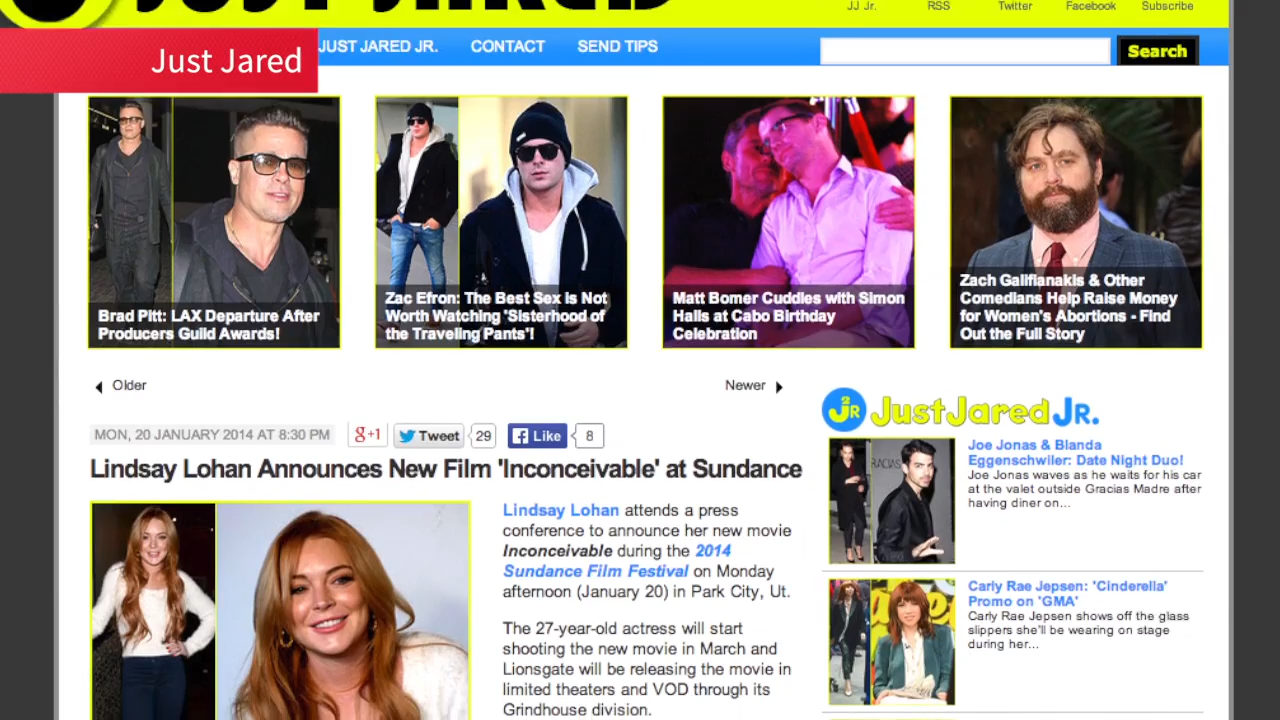 JUST JARED
JJ Jr.
RSS
Twitter
Facebook
Subscribe
Just Jared
JUST JARED JR.
CONTACT
SEND TIPS
Search
Brad Pitt: LAX Departure After
Producers Guild Awards!
Zac Efron: The Best Sex is Not
Worth Watching 'Sisterhood of
the Traveling Pants'!
Matt Bomer Cuddles with Simon
Halls at Cabo Birthday
Celebration
Zach Galifianakis & Other
Comedians Help Raise Money
for Women's Abortions - Find
Out the Full Story
Older
Newer
MON, 20 JANUARY 2014 AT 8:30 PM
g+1
Tweet
29
Like
8
Lindsay Lohan Announces New Film 'Inconceivable' at Sundance
Lindsay Lohan attends a press
conference to announce her new movie
Inconceivable during the 2014
Sundance Film Festival on Monday
afternoon (January 20) in Park City, Ut.
The 27-year-old actress will start
shooting the new movie in March and
Lionsgate will be releasing the movie in
limited theaters and VOD through its
Grindhouse division.
J2R JustJaredJR.
Joe Jonas & Blanda
Eggenschwiler: Date Night Duo!
Joe Jonas waves as he waits for his car
at the valet outside Gracias Madre after
having diner on...
Carly Rae Jepsen: 'Cinderella'
Promo on 'GMA'
Carly Rae Jepsen shows off the glass
slippers she'll be wearing on stage
during her...